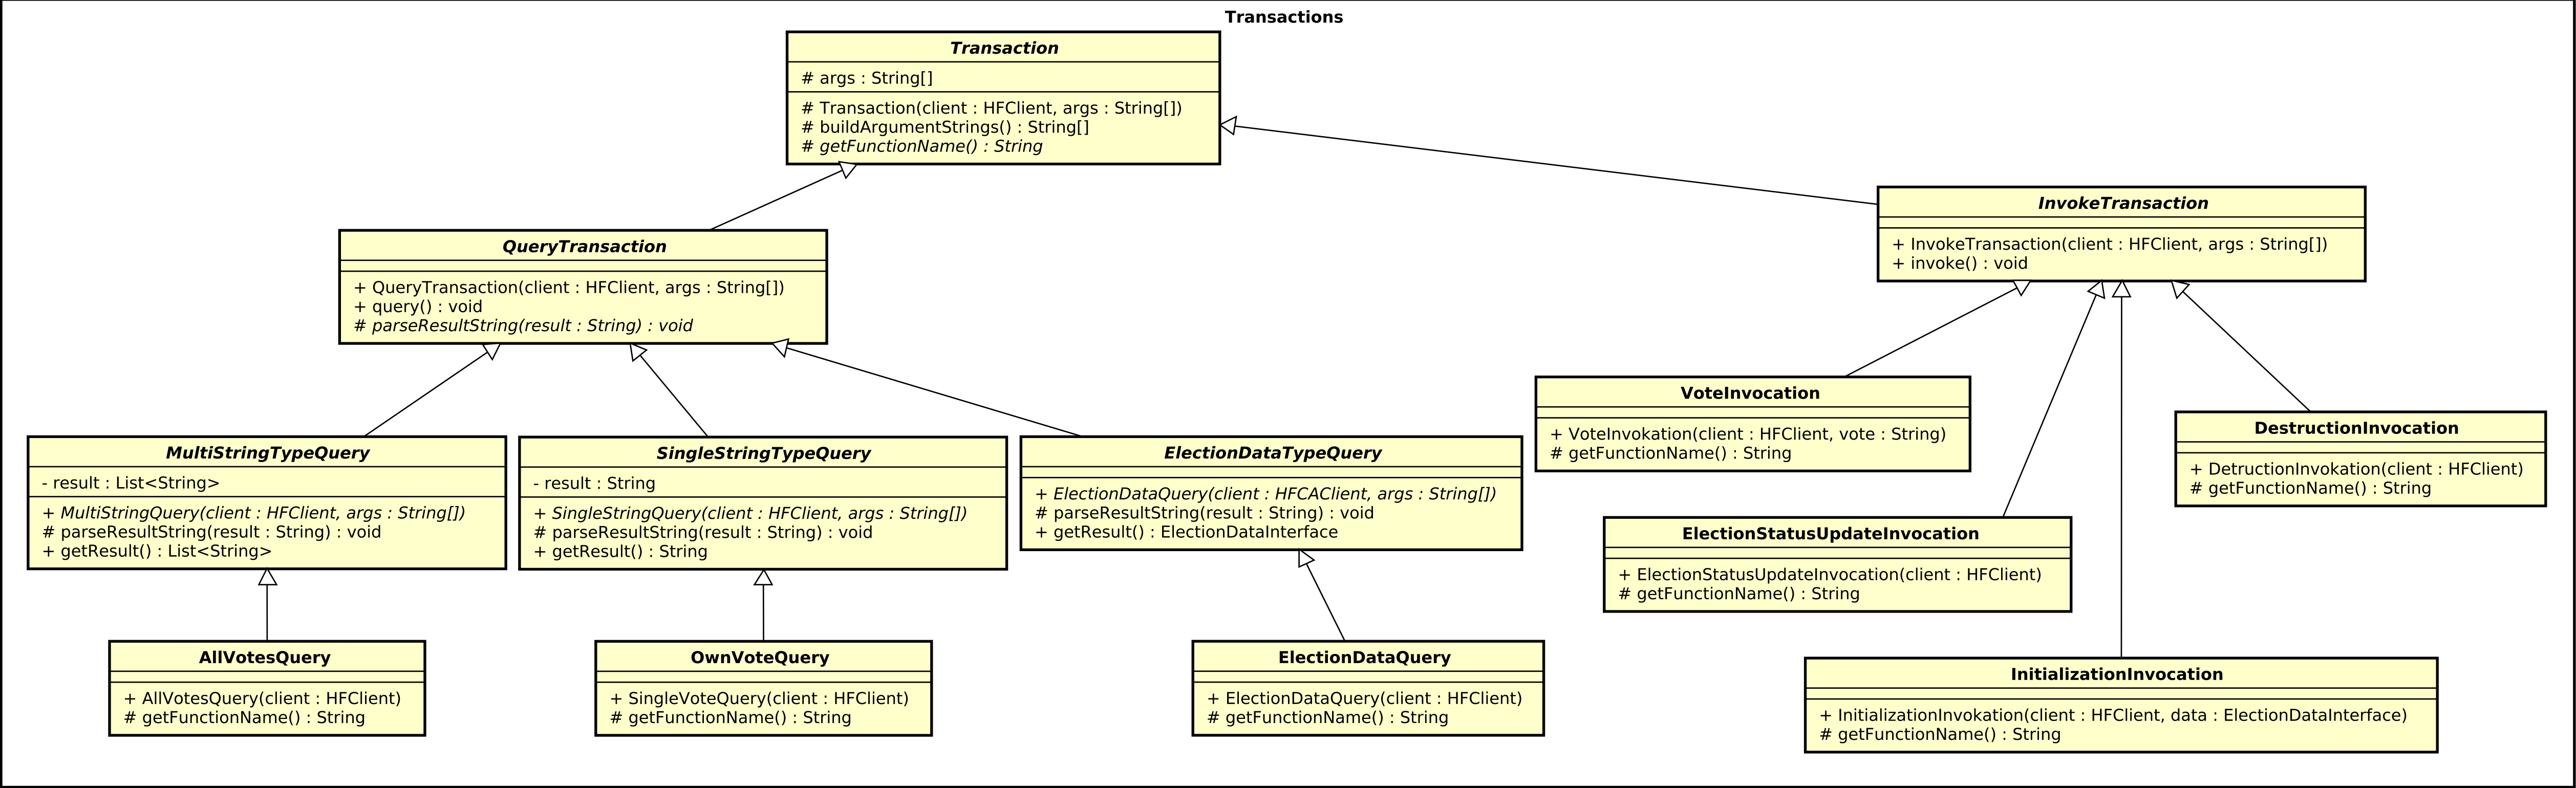 Transactions
Transaction
# args : String[]
# Transaction(client : HFClient, args : String[])
# buildArgumentStrings() : String[]
# getFunctionName() : String
QueryTransaction
+ QueryTransaction(client : HFClient, args : String[])
+ query() : void
# parseResultString(result : String) : void
InvokeTransaction
+ InvokeTransaction(client : HFClient, args : String[])
+ invoke() : void
MultiStringTypeQuery
- result : List<String>
+ MultiStringQuery(client : HFClient, args : String[])
# parseResultString(result : String) : void
+ getResult() : List<String>
SingleStringTypeQuery
- result : String
+ SingleStringQuery(client : HFClient, args : String[])
# parseResultString(result : String) : void
+ getResult() : String
ElectionDataTypeQuery
+ ElectionDataQuery(client : HFCAClient, args : String[])
# parseResultString(result : String) : void
+ getResult() : ElectionDataInterface
VoteInvocation
+ VoteInvokation(client : HFClient, vote : String)
# getFunctionName() : String
DestructionInvocation
+ DetructionInvokation(client : HFClient)
# getFunctionName() : String
ElectionStatusUpdateInvocation
+ ElectionStatusUpdateInvocation(client : HFClient)
# getFunctionName() : String
AllVotesQuery
+ AllVotesQuery(client : HFClient)
# getFunctionName() : String
OwnVoteQuery
+ SingleVoteQuery(client : HFClient)
# getFunctionName() : String
ElectionDataQuery
+ ElectionDataQuery(client : HFClient)
# getFunctionName() : String
InitializationInvocation
+ InitializationInvokation(client : HFClient, data : ElectionDataInterface)
# getFunctionName() : String